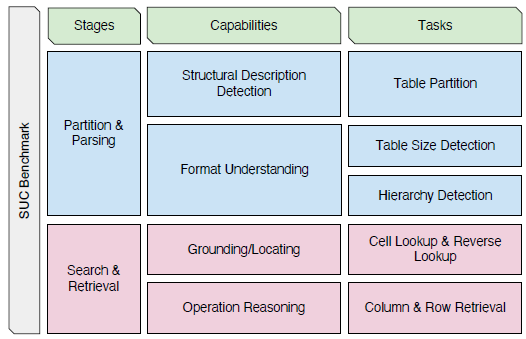 SUC Benchmark
Stages
Capabilities
Tasks
Partition &
Parsing
Structural Description
Detection
Table Partition
Format Understanding
Table Size Detection
Hierarchy Detection
Search &
Retrieval
Grounding/Locating
Cell Lookup & Reverse
Lookup
Operation Reasoning
Column & Row Retrieval